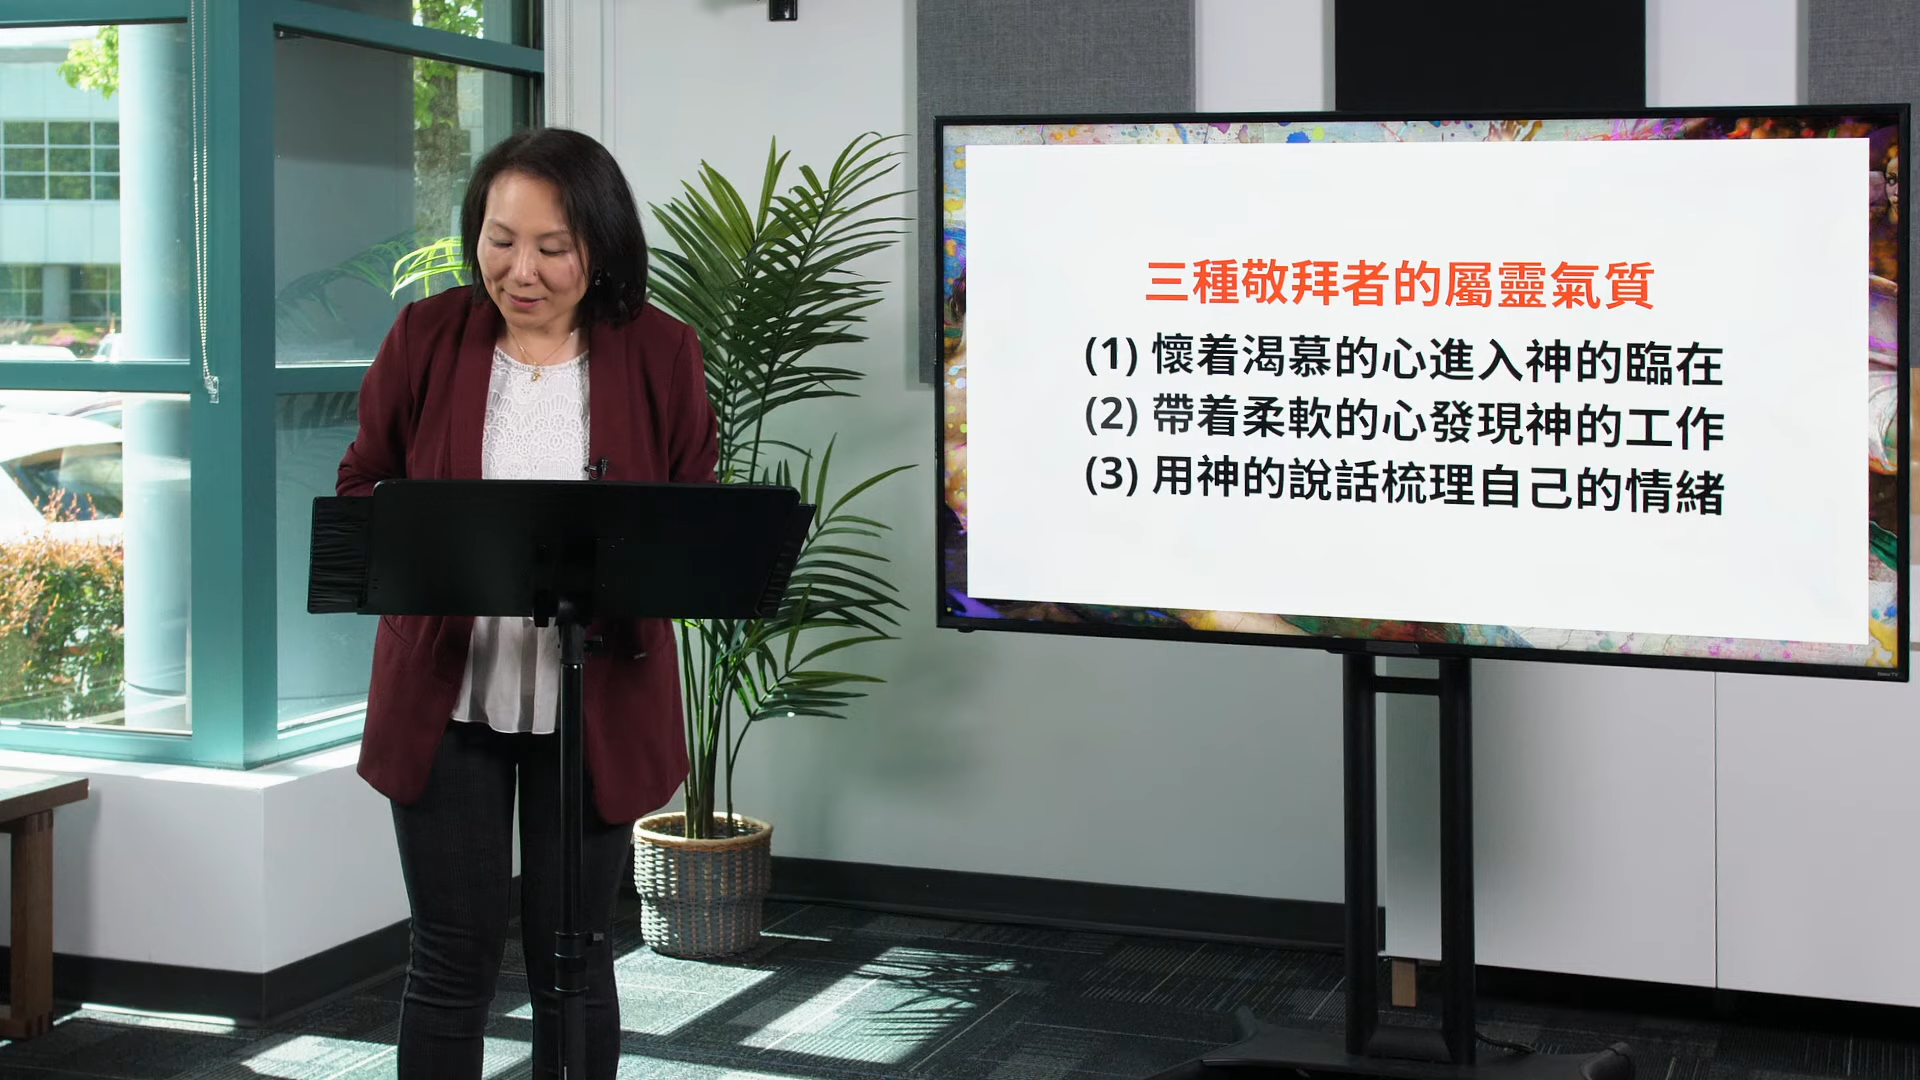 三種敬拜者的屬靈氣質
(1) 懷着渴慕的心進入神的臨在
(2) 帶着柔軟的心發現神的工作
(3) 用神的說話梳理自己的情緒